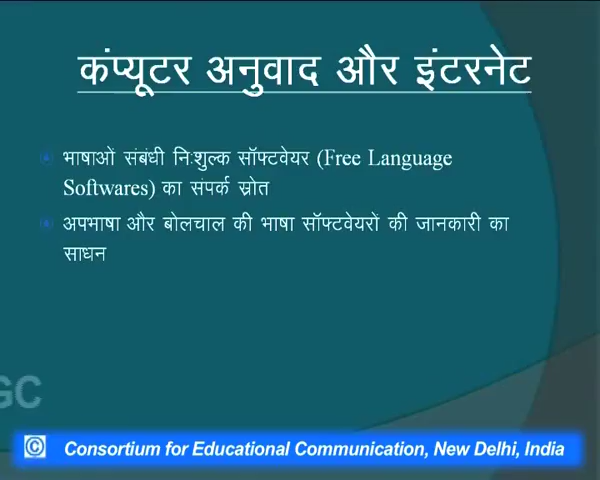 कंप्यूटर अनुवाद और इंटरनेट
भाषाओं संबंधी निःशुल्क सॉफ्टवेयर (Free Language
Softwares) का संपर्क स्रोत
अपभाषा और बोलचाल की भाषा सॉफ्टवेयरों की जानकारी का
साधन
GC
© Consortium for Educational Communication, New Delhi, India